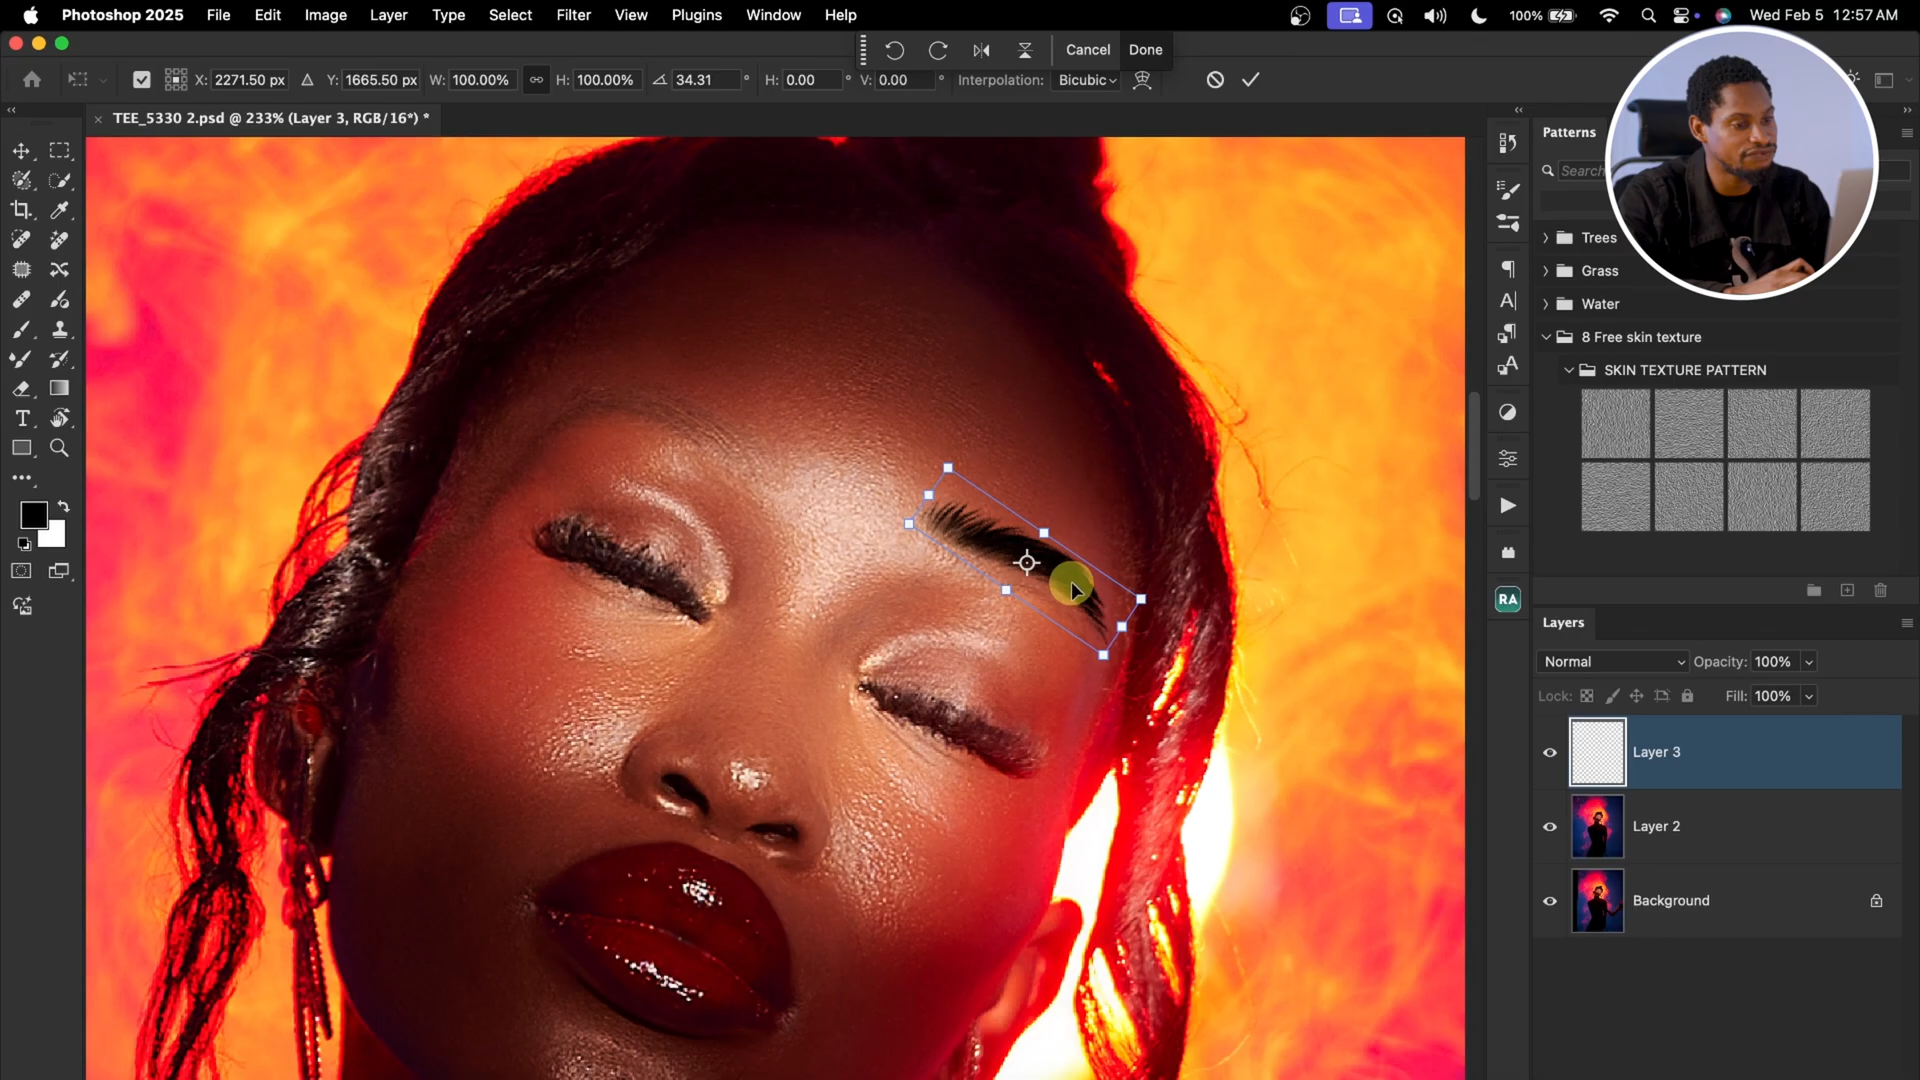 Photoshop 2025 File Edit Image Layer Type Select Filter View Plugins Window Help 100% Wed Feb 5 12:57 AM
Cancel Done
X: 2271.50 px Y: 1665.50 px W: 100.00% H: 100.00% 34.31 ° H: 0.00 ° V: 0.00 ° Interpolation: Bicubic
TEE_5330 2.psd @ 233% (Layer 3, RGB/16*) *
Patterns
Search
Trees
Grass
Water
8 Free skin texture
SKIN TEXTURE PATTERN
RA
Layers
Normal Opacity: 100%
Lock: Fill: 100%
Layer 3
Layer 2
Background